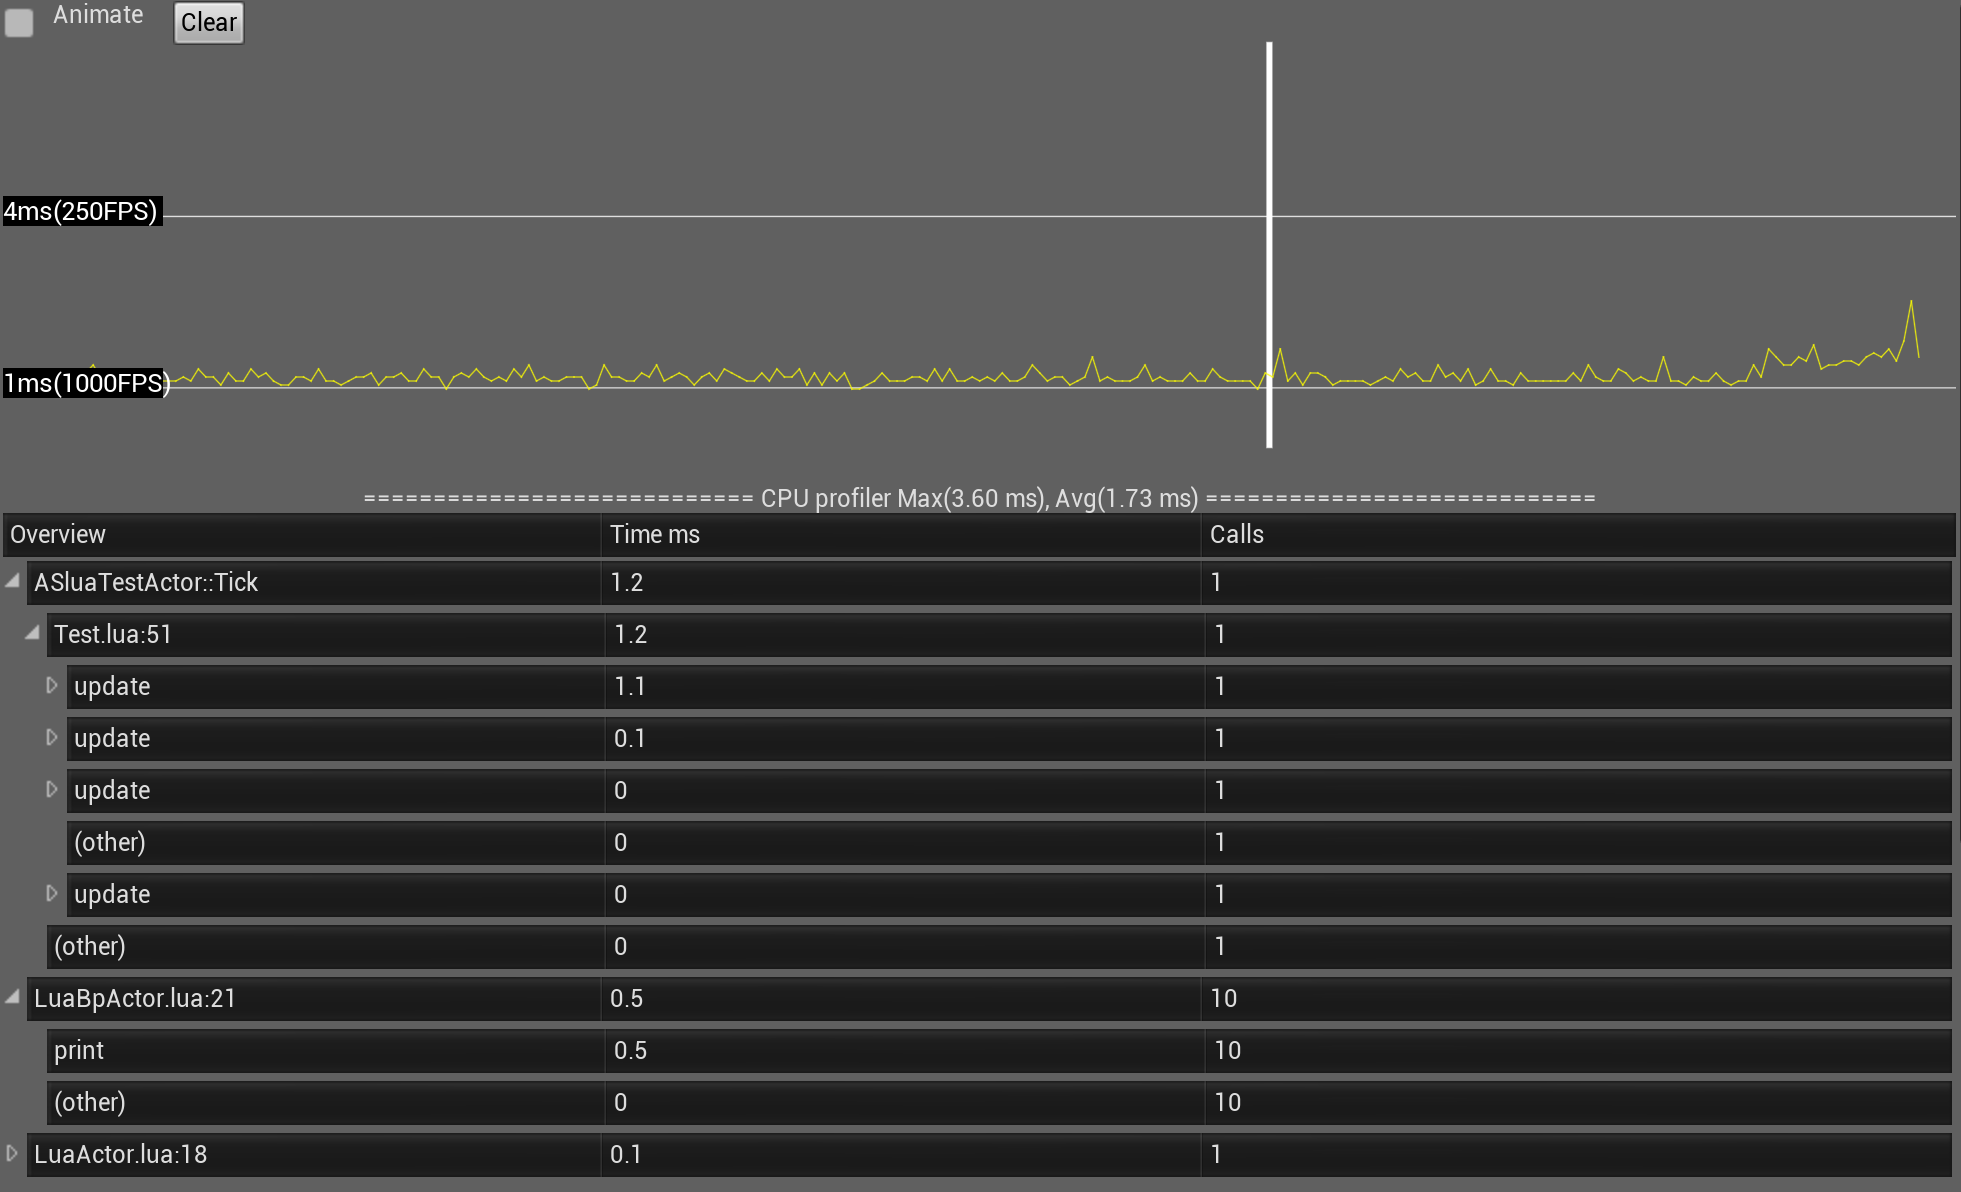 Animate Clear
4ms(250FPS)
1ms(1000FPS)
============================ CPU profiler Max(3.60 ms), Avg(1.73 ms) ============================
Overview Time ms Calls
ASluaTestActor::Tick 1.2 1
Test.lua:51 1.2 1
update 1.1 1
update 0.1 1
update 0 1
(other) 0 1
update 0 1
(other) 0 1
LuaBpActor.lua:21 0.5 10
print 0.5 10
(other) 0 10
LuaActor.lua:18 0.1 1